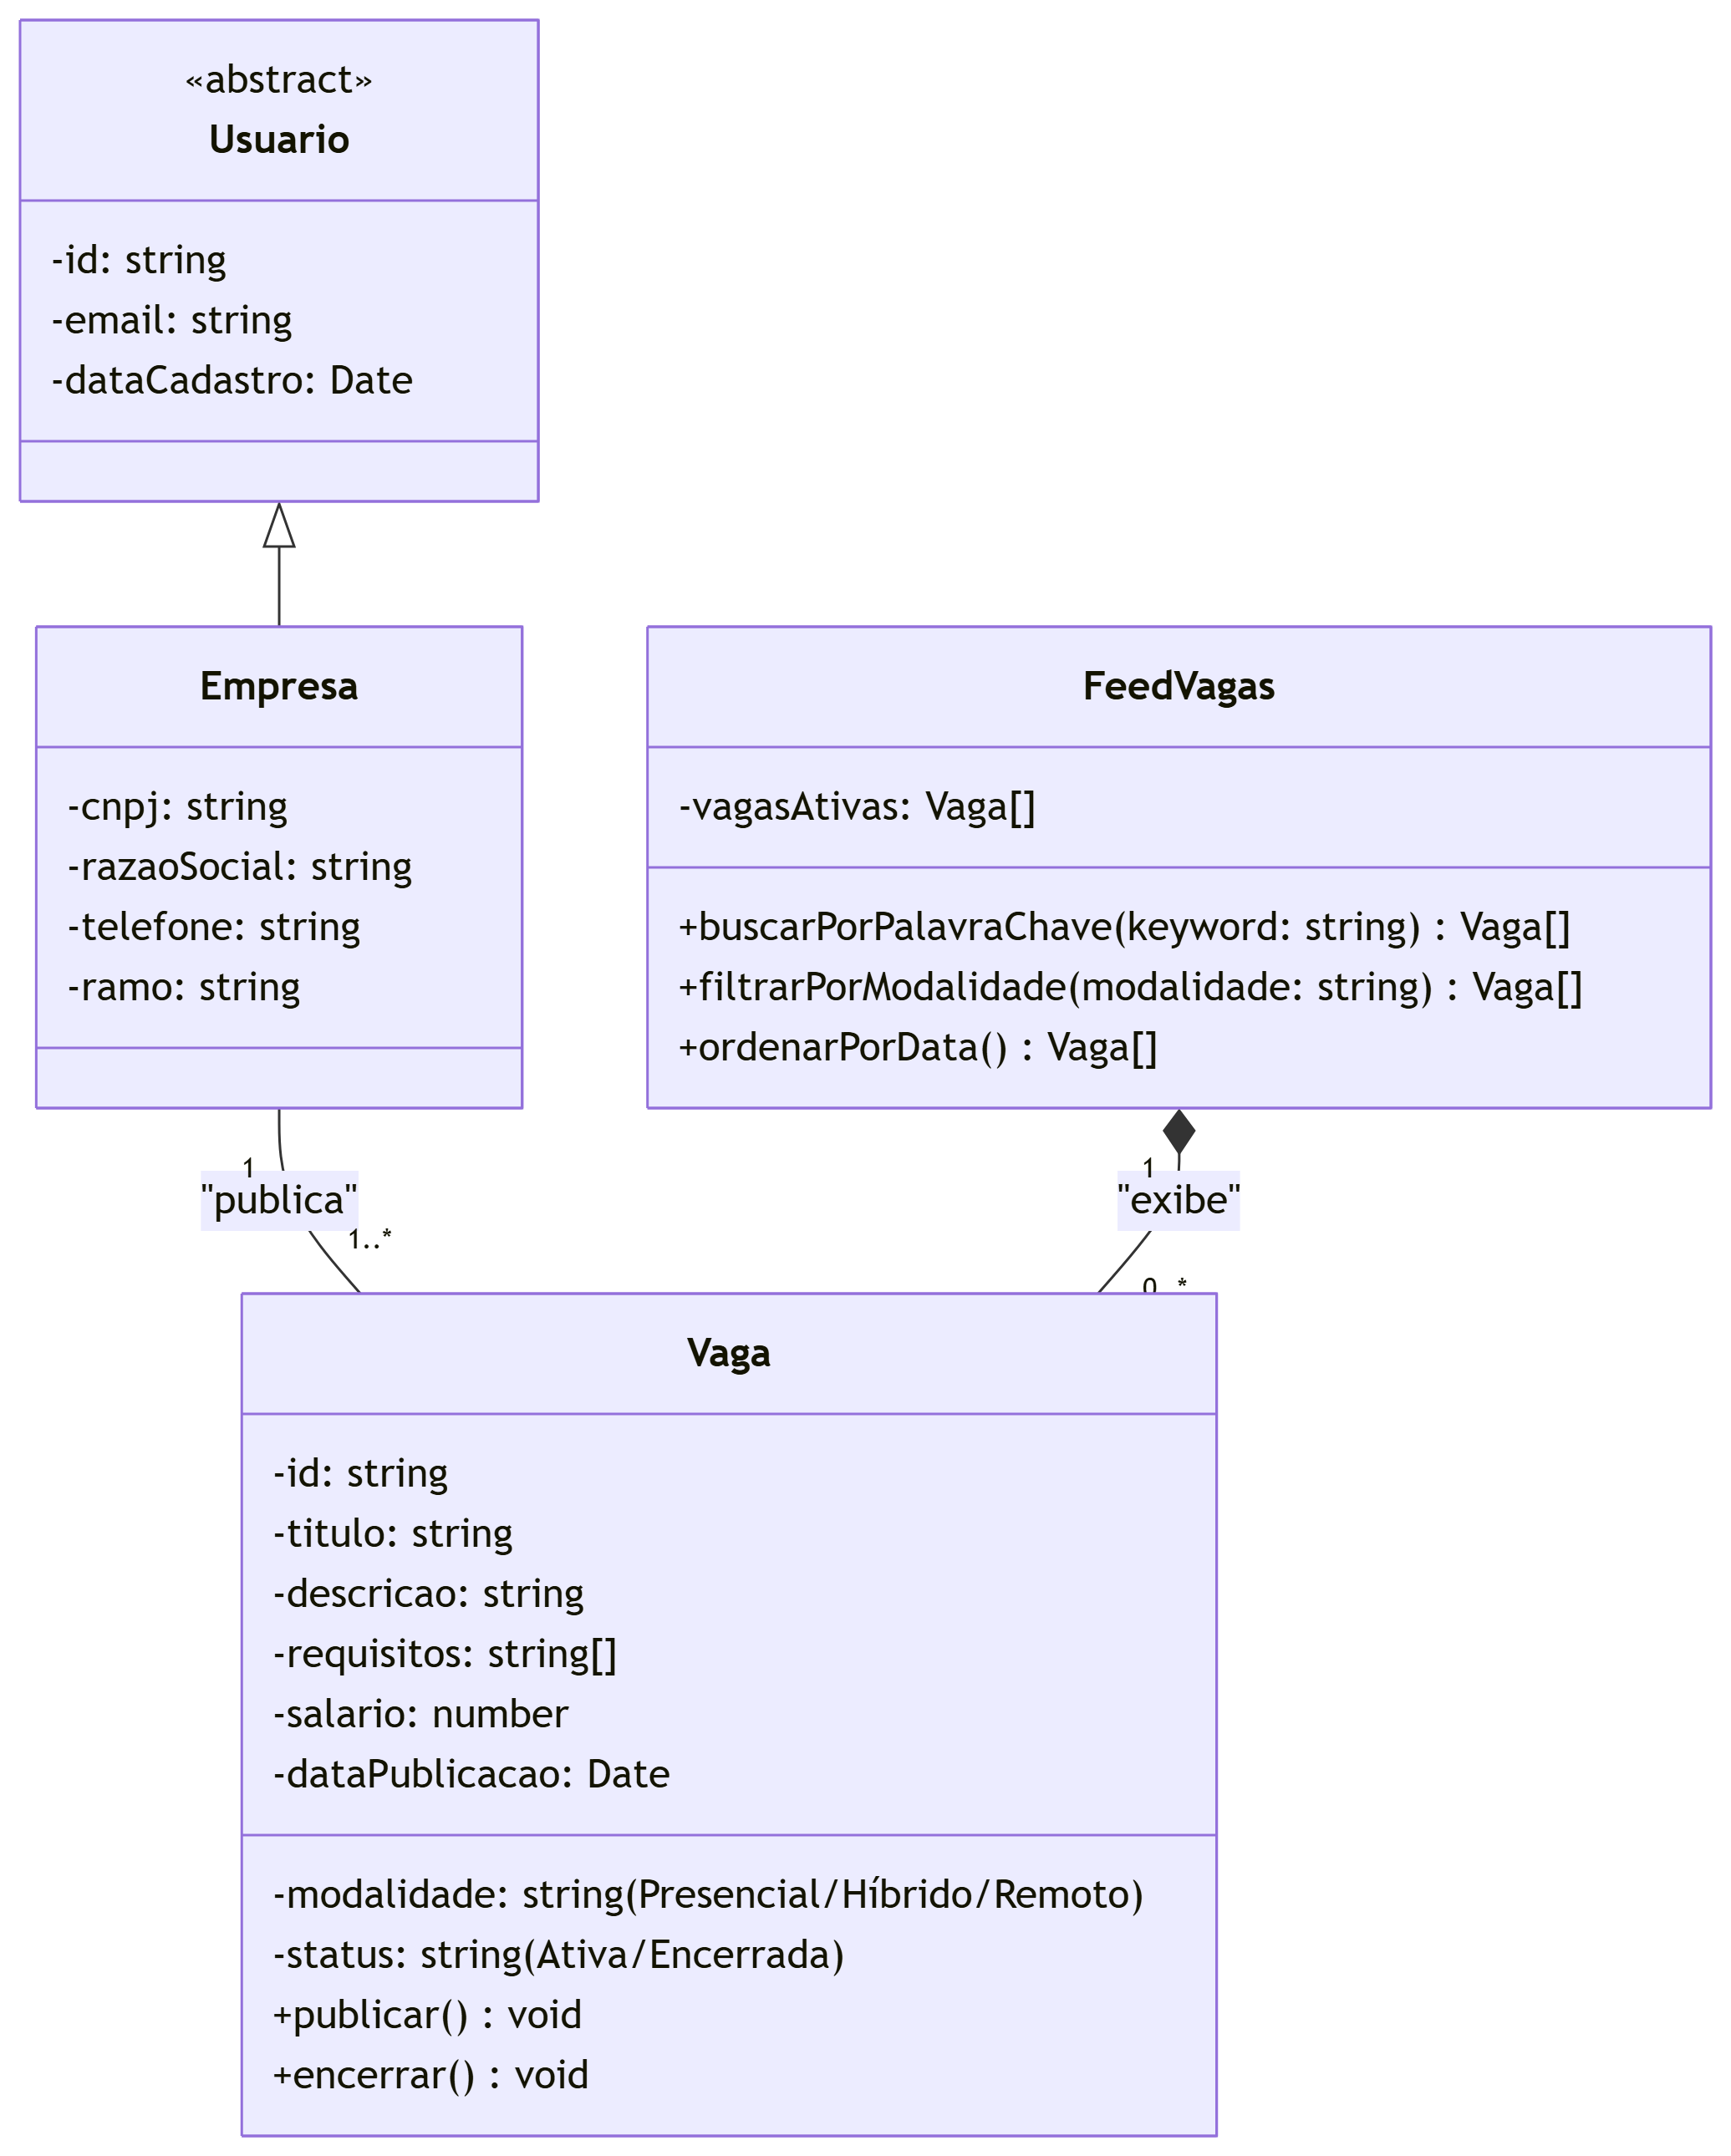 «abstract»
Usuario
-id: string
-email: string
-dataCadastro: Date
Empresa
-cnpj: string
-razaoSocial: string
-telefone: string
-ramo: string
FeedVagas
-vagasAtivas: Vaga[]
+buscarPorPalavraChave(keyword: string) : Vaga[]
+filtrarPorModalidade(modalidade: string) : Vaga[]
+ordenarPorData() : Vaga[]
1
"publica"
1..*
1
"exibe"
0..*
Vaga
-id: string
-titulo: string
-descricao: string
-requisitos: string[]
-salario: number
-dataPublicacao: Date
-modalidade: string(Presencial/Híbrido/Remoto)
-status: string(Ativa/Encerrada)
+publicar() : void
+encerrar() : void